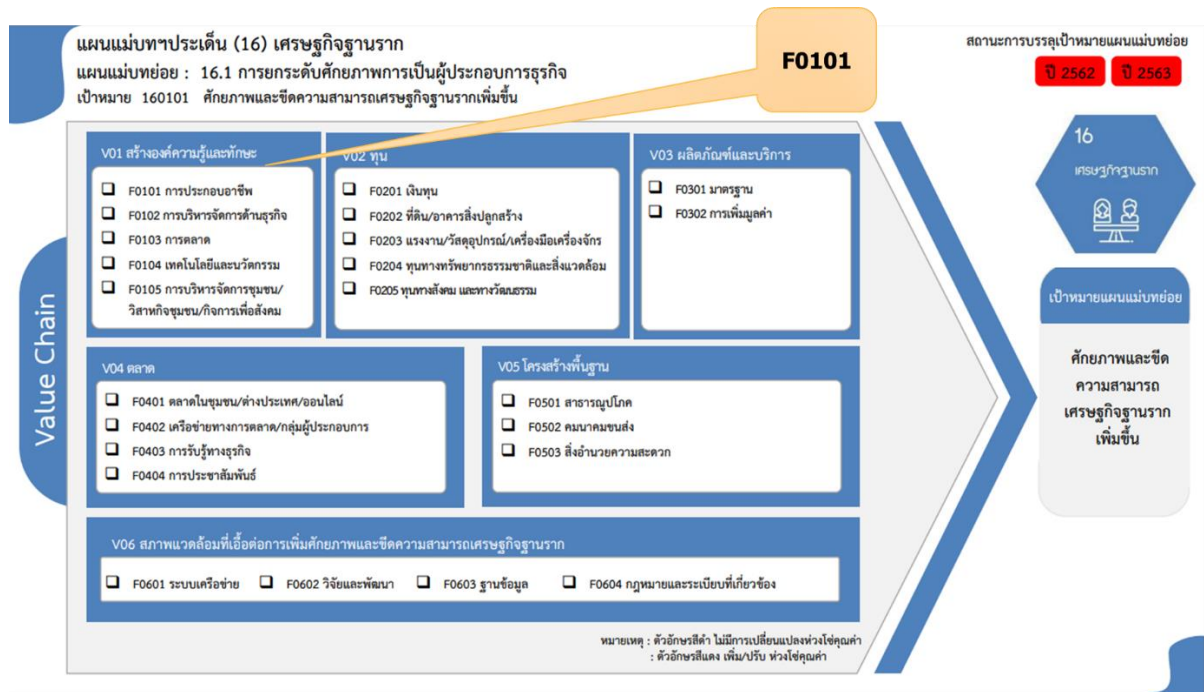 แผนแม่บทฯประเด็น (16) เศรษฐกิจฐานราก
แผนแม่บทย่อย : 16.1 การยกระดับศักยภาพการเป็นผู้ประกอบการธุรกิจ
เป้าหมาย 160101 ศักยภาพและขีดความสามารถเศรษฐกิจฐานรากเพิ่มขึ้น
F0101
สถานะการบรรลุเป้าหมายแผนแม่บทย่อย
ปี 2562 ปี 2563
Value Chain
V01 สร้างองค์ความรู้และทักษะ
F0101 การประกอบอาชีพ
F0102 การบริหารจัดการด้านธุรกิจ
F0103 การตลาด
F0104 เทคโนโลยีและนวัตกรรม
F0105 การบริหารจัดการชุมชน/
วิสาหกิจชุมชน/กิจการเพื่อสังคม
V02 ทุน
F0201 เงินทุน
F0202 ที่ดิน/อาคารสิ่งปลูกสร้าง
F0203 แรงงาน/วัสดุอุปกรณ์/เครื่องมือเครื่องจักร
F0204 ทุนทางทรัพยากรธรรมชาติและสิ่งแวดล้อม
F0205 ทุนทางสังคม และทางวัฒนธรรม
V03 ผลิตภัณฑ์และบริการ
F0301 มาตรฐาน
F0302 การเพิ่มมูลค่า
V04 ตลาด
F0401 ตลาดในชุมชน/ต่างประเทศ/ออนไลน์
F0402 เครือข่ายทางการตลาด/กลุ่มผู้ประกอบการ
F0403 การรับรู้ทางธุรกิจ
F0404 การประชาสัมพันธ์
V05 โครงสร้างพื้นฐาน
F0501 สาธารณูปโภค
F0502 คมนาคมขนส่ง
F0503 สิ่งอำนวยความสะดวก
V06 สภาพแวดล้อมที่เอื้อต่อการเพิ่มศักยภาพและขีดความสามารถเศรษฐกิจฐานราก
F0601 ระบบเครือข่าย F0602 วิจัยและพัฒนา F0603 ฐานข้อมูล F0604 กฎหมายและระเบียบที่เกี่ยวข้อง
หมายเหตุ : ตัวอักษรสีดำ ไม่มีการเปลี่ยนแปลงห่วงโซ่คุณค่า
: ตัวอักษรสีแดง เพิ่ม/ปรับ ห่วงโซ่คุณค่า
16
เศรษฐกิจฐานราก
เป้าหมายแผนแม่บทย่อย
ศักยภาพและขีด
ความสามารถ
เศรษฐกิจฐานราก
เพิ่มขึ้น